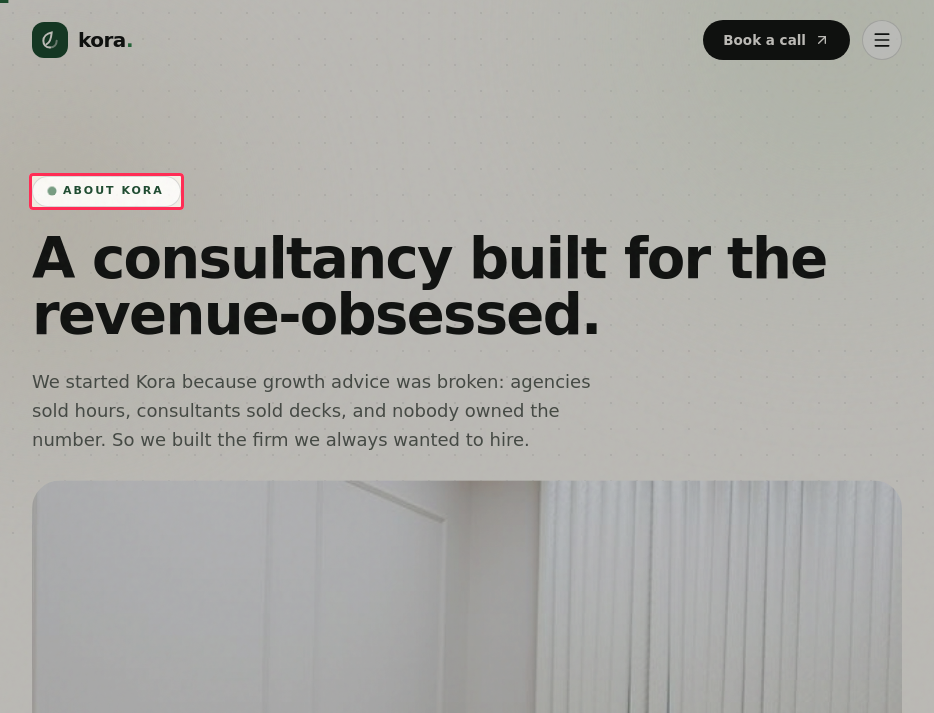 kora.
Book a call
ABOUT KORA
A consultancy built for the
revenue-obsessed.
We started Kora because growth advice was broken: agencies
sold hours, consultants sold decks, and nobody owned the
number. So we built the firm we always wanted to hire.